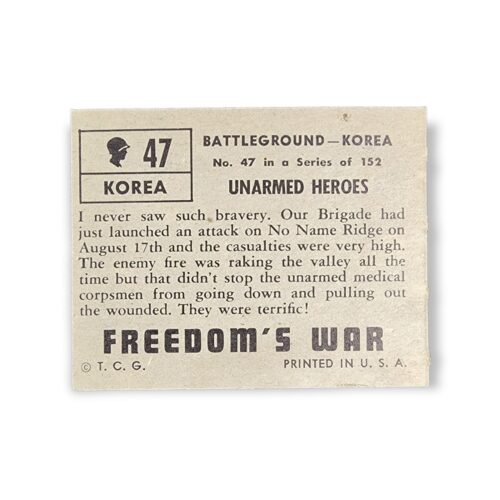 47
KOREA
BATTLEGROUND—KOREA
No. 47 in a Series of 152
UNARMED HEROES
I never saw such bravery. Our Brigade had
just launched an attack on No Name Ridge on
August 17th and the casualties were very high.
The enemy fire was raking the valley all the
time but that didn't stop the unarmed medical
corpsmen from going down and pulling out
the wounded. They were terrific!
FREEDOM'S WAR
© T. C. G.
PRINTED IN U. S. A.